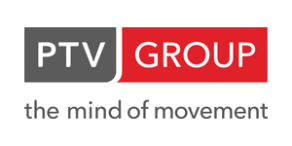 PTV GROUP
the mind of movement